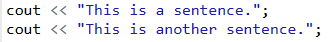 cout << "This is a sentence.";
cout << "This is another sentence.";